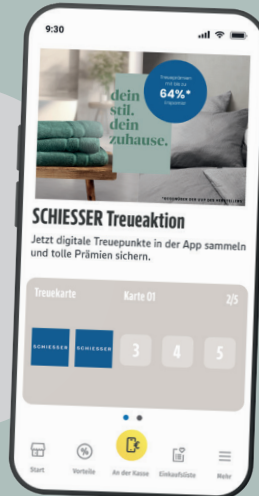 9:30
dein
stil.
dein
zuhause.
Treueprämien
mit bis zu
64%*
SCHIESSER Treueaktion
Jetzt digitale Treuepunkte in der App sammeln
und tolle Prämien sichern.
Treuekarte Karte 01 2/5
SCHIESSER SCHIESSER 3 4 5
Start Vorteile An der Kasse Einkaufsliste Mehr